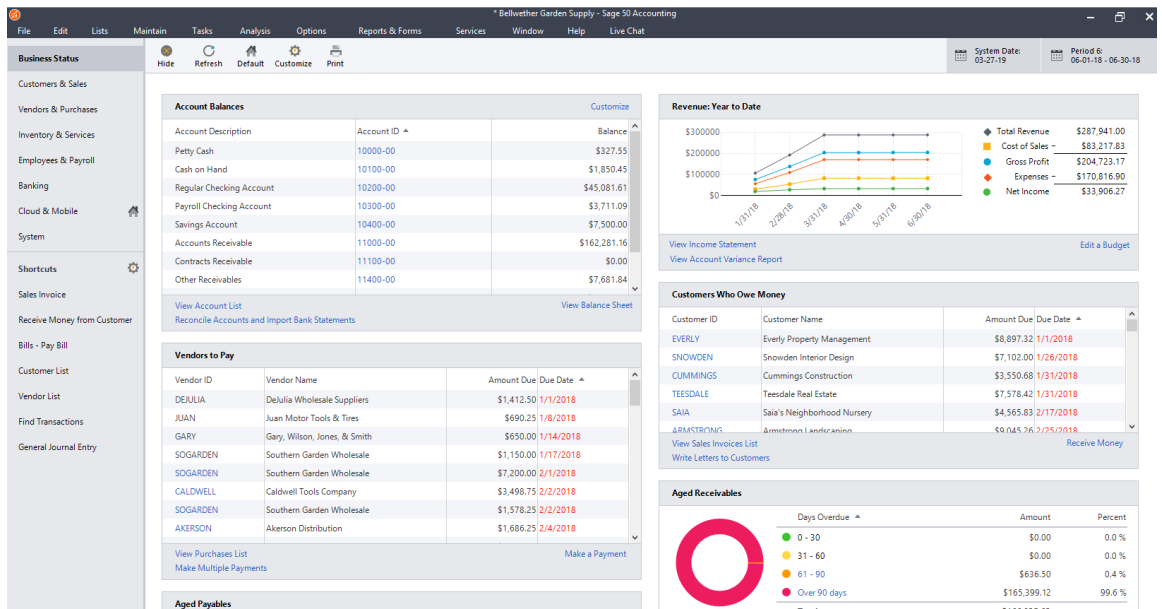 * Bellwether Garden Supply - Sage 50 Accounting
File Edit Lists Maintain Tasks Analysis Options Reports & Forms Services Window Help Live Chat
Business Status
Customers & Sales
Vendors & Purchases
Inventory & Services
Employees & Payroll
Banking
Cloud & Mobile
System
Shortcuts
Sales Invoice
Receive Money from Customer
Bills - Pay Bill
Customer List
Vendor List
Find Transactions
General Journal Entry
Hide Refresh Default Customize Print
System Date:
03-27-19
Period 6:
06-01-18 - 06-30-18
Account Balances Customize
Account Description Account ID Balance
Petty Cash 10000-00 $327.55
Cash on Hand 10100-00 $1,850.45
Regular Checking Account 10200-00 $45,081.61
Payroll Checking Account 10300-00 $3,711.09
Savings Account 10400-00 $7,500.00
Accounts Receivable 11000-00 $162,281.16
Contracts Receivable 11100-00 $0.00
Other Receivables 11400-00 $7,681.84
View Account List View Balance Sheet
Reconcile Accounts and Import Bank Statements
Vendors to Pay
Vendor ID Vendor Name Amount Due Due Date
DEJULIA DeJulia Wholesale Suppliers $1,412.50 1/1/2018
JUAN Juan Motor Tools & Tires $690.25 1/8/2018
GARY Gary, Wilson, Jones, & Smith $650.00 1/14/2018
SOGARDEN Southern Garden Wholesale $1,150.00 1/17/2018
SOGARDEN Southern Garden Wholesale $7,200.00 2/1/2018
CALDWELL Caldwell Tools Company $3,498.75 2/2/2018
SOGARDEN Southern Garden Wholesale $1,578.25 2/2/2018
AKERSON Akerson Distribution $1,686.25 2/4/2018
View Purchases List Make a Payment
Make Multiple Payments
Aged Payables
Revenue: Year to Date
$300000
$200000
$100000
$0
1/31/18 2/28/18 3/31/18 4/30/18 5/31/18 6/30/18
Total Revenue $287,941.00
Cost of Sales - $83,217.83
Gross Profit $204,723.17
Expenses - $170,816.90
Net Income $33,906.27
View Income Statement Edit a Budget
View Account Variance Report
Customers Who Owe Money
Customer ID Customer Name Amount Due Due Date
EVERLY Everly Property Management $8,897.32 1/1/2018
SNOWDEN Snowden Interior Design $7,102.00 1/26/2018
CUMMINGS Cummings Construction $3,550.68 1/31/2018
TEESDALE Teesdale Real Estate $7,578.42 1/31/2018
SAIA Saia's Neighborhood Nursery $4,565.83 2/17/2018
ARMSTRONG Armstrong Landscaping $9,045.26 2/25/2018
View Sales Invoices List Receive Money
Write Letters to Customers
Aged Receivables
Days Overdue Amount Percent
0 - 30 $0.00 0.0 %
31 - 60 $0.00 0.0 %
61 - 90 $636.50 0.4 %
Over 90 days $165,399.12 99.6 %